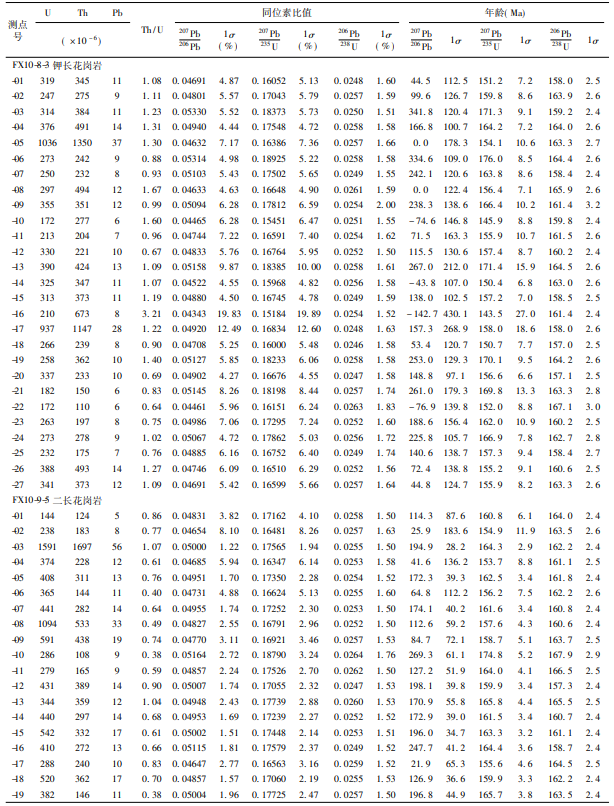 测点号 U Th Pb Th/U 同位素比值 年龄(Ma)
(×10⁻⁶) 207Pb/206Pb 1σ(%) 207Pb/235U 1σ(%) 206Pb/238U 1σ(%) 207Pb/206Pb 1σ 207Pb/235U 1σ 206Pb/238U 1σ
FX10-8-3 钾长花岗岩
-01 319 345 11 1.08 0.04691 4.87 0.16052 5.13 0.0248 1.60 44.5 112.5 151.2 7.2 158.0 2.5
-02 247 275 9 1.11 0.04801 5.57 0.17043 5.79 0.0257 1.59 99.6 126.7 159.8 8.6 163.9 2.6
-03 314 384 11 1.23 0.05330 5.52 0.18373 5.73 0.0250 1.51 341.8 120.4 171.3 9.1 159.2 2.4
-04 376 491 14 1.31 0.04940 4.44 0.17548 4.72 0.0258 1.58 166.8 100.7 164.2 7.2 164.0 2.6
-05 1036 1350 37 1.30 0.04632 7.17 0.16386 7.36 0.0257 1.66 0.0 178.3 154.1 10.6 163.3 2.7
-06 273 242 9 0.88 0.05314 4.98 0.18925 5.22 0.0258 1.58 334.6 109.0 176.0 8.5 164.4 2.6
-07 250 232 8 0.93 0.05103 5.43 0.17502 5.65 0.0249 1.55 242.1 120.6 163.8 8.6 158.4 2.4
-08 297 494 12 1.67 0.04633 4.63 0.16648 4.90 0.0261 1.59 0.0 122.4 156.4 7.1 165.9 2.6
-09 355 351 12 0.99 0.05094 6.28 0.17812 6.59 0.0254 2.00 238.3 138.6 166.4 10.2 161.4 3.2
-10 172 277 6 1.60 0.04465 6.28 0.15451 6.47 0.0251 1.55 -74.6 146.8 145.9 8.8 159.8 2.4
-11 213 204 7 0.96 0.04744 7.22 0.16591 7.40 0.0254 1.62 71.5 163.3 155.9 10.7 161.5 2.6
-12 330 221 10 0.67 0.04833 5.76 0.16764 5.95 0.0252 1.50 115.5 130.6 157.4 8.7 160.2 2.4
-13 390 424 13 1.09 0.05158 9.87 0.18385 10.00 0.0258 1.61 267.0 212.0 171.4 15.9 164.5 2.6
-14 325 347 11 1.07 0.04522 4.55 0.15968 4.82 0.0256 1.58 -43.8 107.0 150.4 6.8 163.0 2.6
-15 313 373 11 1.19 0.04880 4.50 0.16745 4.78 0.0249 1.59 138.0 102.5 157.2 7.0 158.5 2.5
-16 210 673 8 3.21 0.04343 19.83 0.15184 19.89 0.0254 1.52 -142.7 430.1 143.5 27.0 161.4 2.4
-17 937 1147 28 1.22 0.04920 12.49 0.16834 12.60 0.0248 1.63 157.3 268.9 158.0 18.6 158.0 2.6
-18 266 239 8 0.90 0.04708 5.25 0.16000 5.48 0.0246 1.58 53.4 120.7 150.7 7.7 157.0 2.5
-19 258 362 10 1.40 0.05127 5.85 0.18233 6.06 0.0258 1.58 253.0 129.3 170.1 9.5 164.2 2.6
-20 337 233 10 0.69 0.04902 4.27 0.16676 4.55 0.0247 1.58 148.8 97.1 156.6 6.6 157.1 2.5
-21 182 150 6 0.83 0.05145 8.26 0.18198 8.44 0.0257 1.74 261.0 179.3 169.8 13.3 163.3 2.8
-22 172 110 6 0.64 0.04461 5.96 0.16151 6.24 0.0263 1.83 -76.9 139.8 152.0 8.8 167.1 3.0
-23 263 197 8 0.75 0.04986 7.06 0.17295 7.24 0.0252 1.60 188.6 156.4 162.0 10.9 160.2 2.5
-24 273 278 9 1.02 0.05067 4.72 0.17862 5.03 0.0256 1.72 225.8 105.7 166.9 7.8 162.7 2.8
-25 232 175 7 0.76 0.04885 6.16 0.16752 6.40 0.0249 1.74 140.6 138.7 157.3 9.4 158.4 2.7
-26 388 493 14 1.27 0.04746 6.09 0.16510 6.29 0.0252 1.56 72.4 138.8 155.2 9.1 160.6 2.5
-27 341 373 12 1.09 0.04691 5.42 0.16599 5.66 0.0257 1.64 44.8 124.7 155.9 8.2 163.3 2.6
FX10-9-5 二长花岗岩
-01 144 124 5 0.86 0.04831 3.82 0.17162 4.10 0.0258 1.50 114.3 87.6 160.8 6.1 164.0 2.4
-02 238 183 8 0.77 0.04654 8.10 0.16481 8.26 0.0257 1.63 25.9 183.6 154.9 11.9 163.5 2.6
-03 1591 1697 56 1.07 0.05000 1.22 0.17565 1.94 0.0255 1.50 194.9 28.2 164.3 2.9 162.2 2.4
-04 374 228 12 0.61 0.04685 5.94 0.16347 6.14 0.0253 1.58 41.6 136.2 153.7 8.8 161.1 2.5
-05 408 311 13 0.76 0.04951 1.70 0.17350 2.28 0.0254 1.52 172.3 39.3 162.5 3.4 161.8 2.4
-06 365 144 11 0.40 0.04731 4.88 0.16624 5.13 0.0255 1.60 64.8 112.2 156.2 7.5 162.2 2.6
-07 441 282 14 0.64 0.04955 1.74 0.17252 2.30 0.0253 1.50 174.1 40.2 161.6 3.4 160.8 2.4
-08 1094 533 33 0.49 0.04827 2.55 0.16791 2.96 0.0252 1.50 112.6 59.2 157.6 4.3 160.6 2.4
-09 591 438 19 0.74 0.04770 3.11 0.16921 3.46 0.0257 1.53 84.7 72.1 158.7 5.1 163.7 2.5
-10 286 108 9 0.38 0.05164 2.72 0.18790 3.24 0.0264 1.76 269.3 61.1 174.8 5.2 167.9 2.9
-11 279 165 9 0.59 0.04857 2.24 0.17526 2.70 0.0262 1.50 127.2 51.9 164.0 4.1 166.5 2.5
-12 431 389 14 0.90 0.05007 1.74 0.17055 2.32 0.0247 1.53 198.1 39.8 159.9 3.4 157.3 2.4
-13 344 359 12 1.04 0.04948 2.43 0.17739 2.88 0.0260 1.53 170.9 55.8 165.8 4.4 165.5 2.5
-14 440 297 14 0.68 0.04953 1.69 0.17239 2.27 0.0252 1.52 172.9 39.0 161.5 3.4 160.7 2.4
-15 542 332 17 0.61 0.05002 1.51 0.17448 2.14 0.0253 1.51 196.0 34.7 163.3 3.2 161.1 2.4
-16 410 272 13 0.66 0.05115 1.81 0.17579 2.37 0.0249 1.52 247.7 41.2 164.4 3.6 158.7 2.4
-17 288 240 10 0.83 0.04647 2.77 0.16563 3.16 0.0259 1.52 21.9 65.3 155.6 4.6 164.5 2.5
-18 520 362 17 0.70 0.04857 1.57 0.17060 2.19 0.0255 1.53 126.9 36.6 159.9 3.3 162.2 2.4
-19 382 146 11 0.38 0.05004 1.96 0.17725 2.47 0.0257 1.50 196.8 44.9 165.7 3.8 163.5 2.4